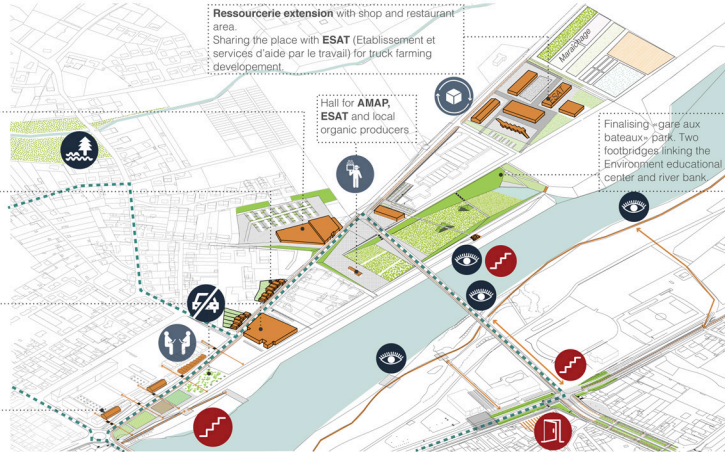 Ressourcerie extension with shop and restaurant
area.
Sharing the place with ESAT (Etablissement et
services d'aide par le travail) for truck farming
developement.
Maraîchage
Hall for AMAP,
ESAT and local
organic producers
Finalising «gare aux
bateaux» park. Two
footbridges linking the
Environment educational
center and river bank.